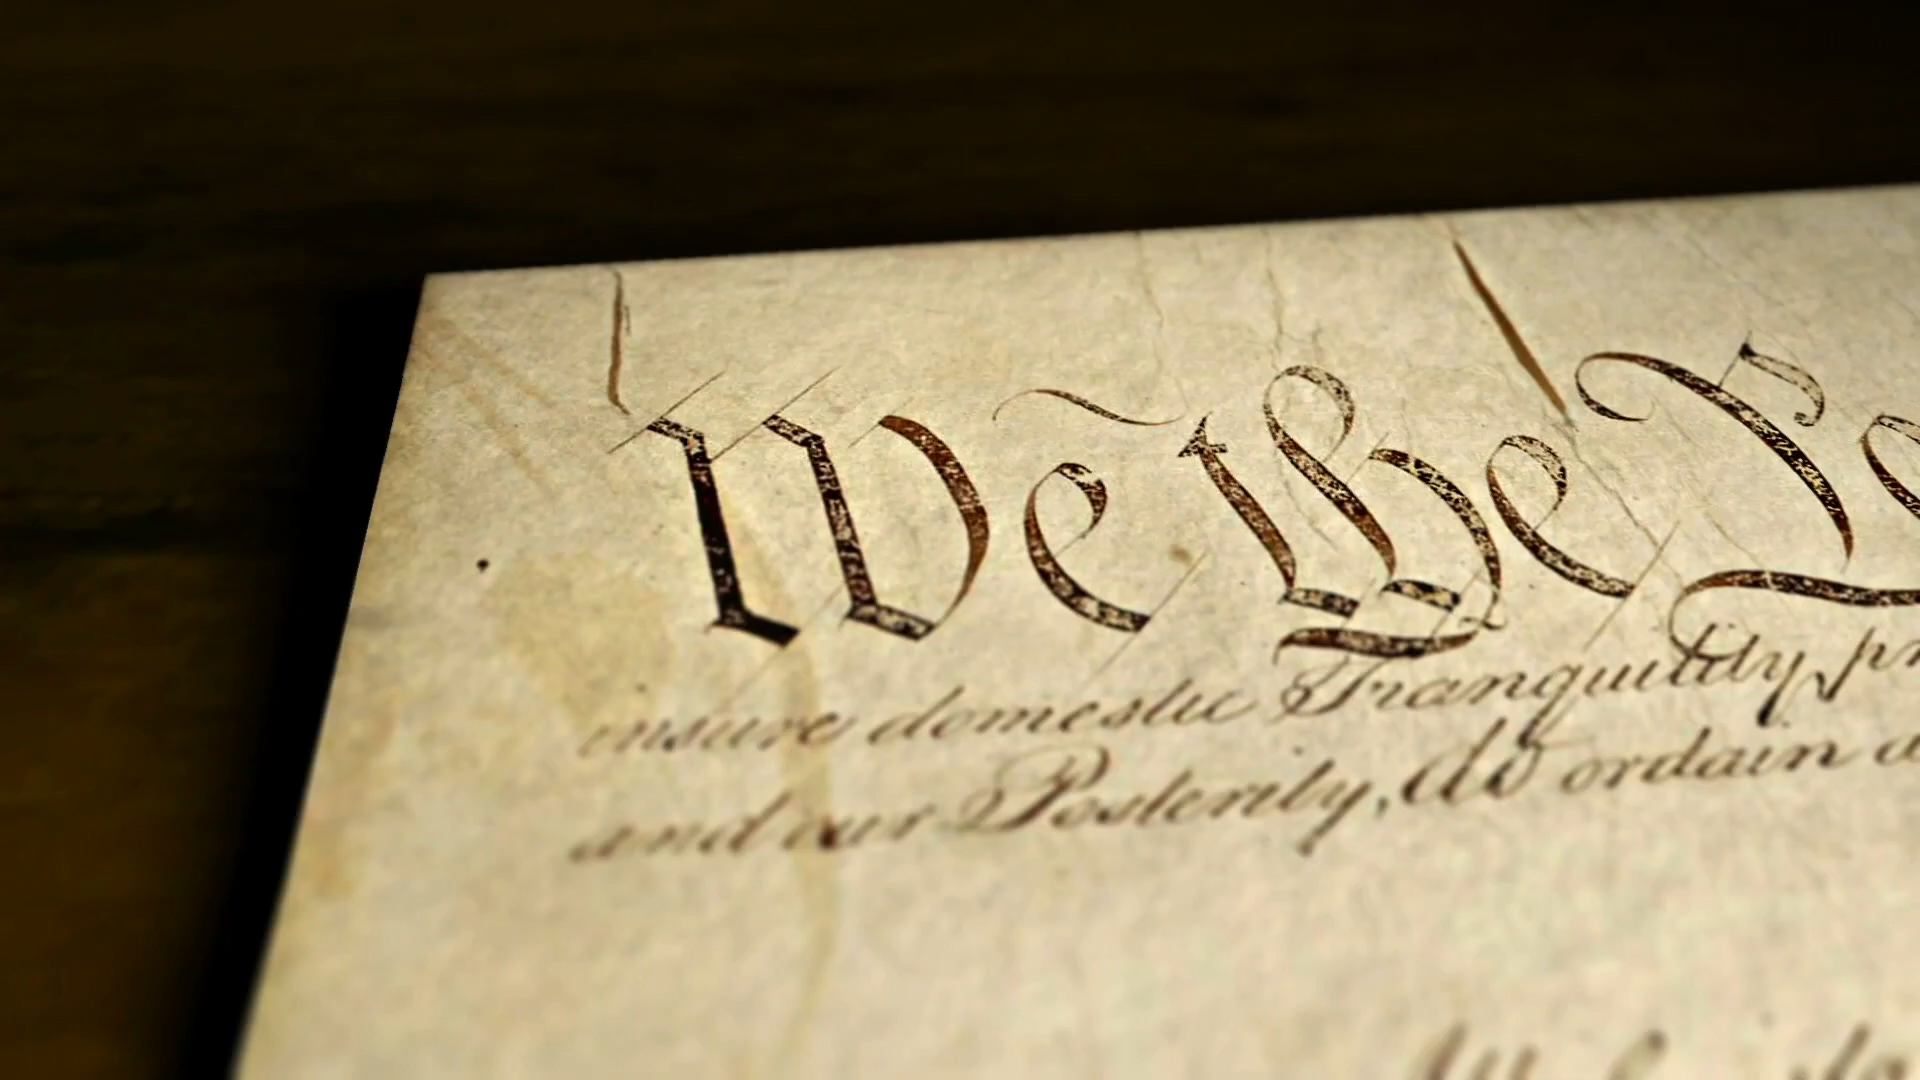 We the Pe
insure domestic Tranquility, pr
and our Posterity, do ordain a